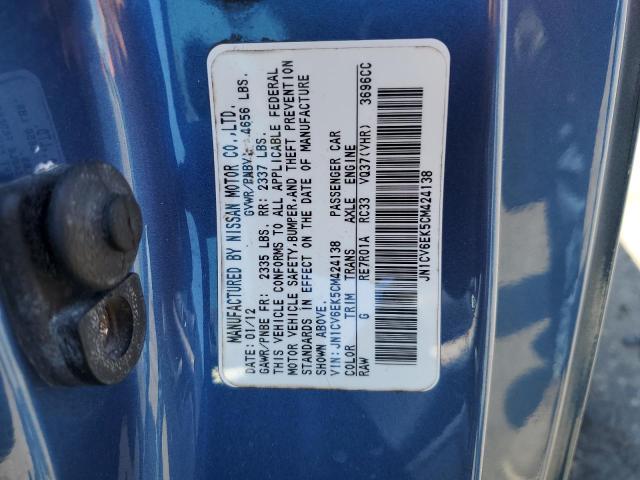 MANUFACTURED BY NISSAN MOTOR CO.,LTD.
DATE:01/12 GVWR/PNBV: 4656 LBS.
GAWR/PNBE FR: 2335 LBS. RR: 2337 LBS.
THIS VEHICLE CONFORMS TO ALL APPLICABLE FEDERAL
MOTOR VEHICLE SAFETY,BUMPER,AND THEFT PREVENTION
STANDARDS IN EFFECT ON THE DATE OF MANUFACTURE
SHOWN ABOVE.
VIN:JN1CV6EK5CM424138 PASSENGER CAR
COLOR TRIM TRANS AXLE ENGINE
RAW G RE7R01A RC33 VQ37(VHR) 3696CC
JN1CV6EK5CM424138